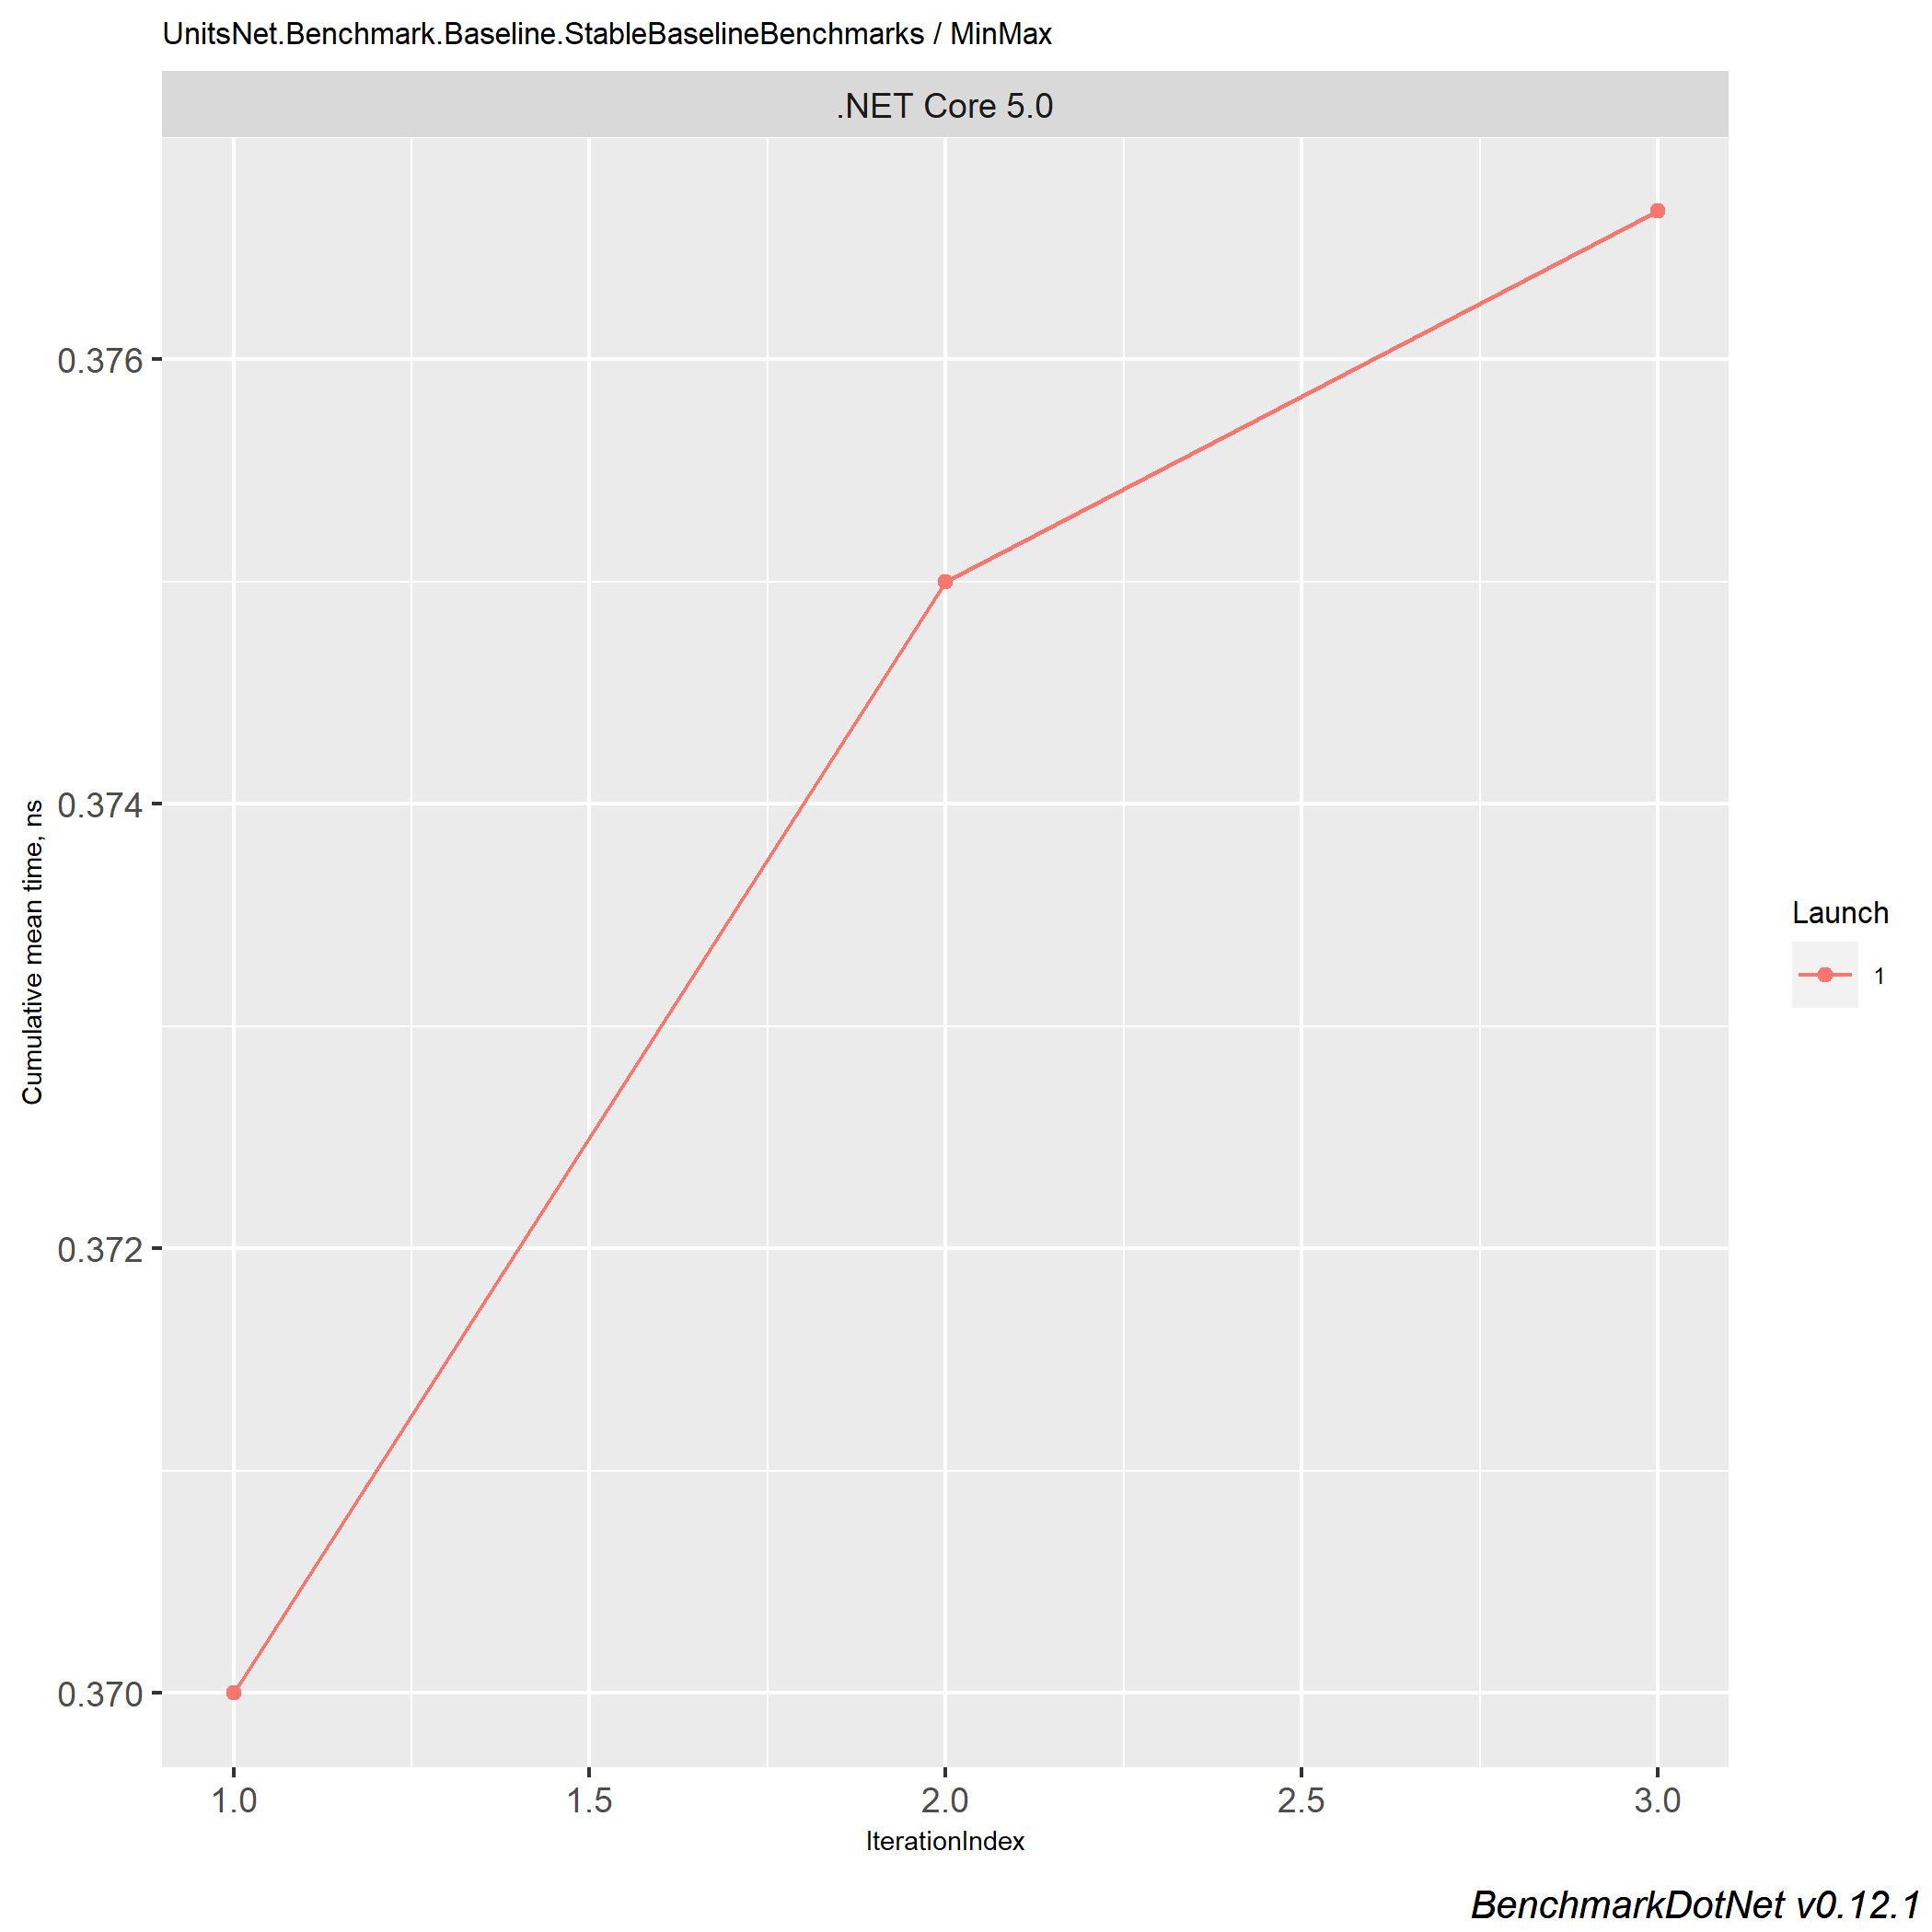 UnitsNet.Benchmark.Baseline.StableBaselineBenchmarks / MinMax
.NET Core 5.0
0.376
0.374
0.372
0.370
Cumulative mean time, ns
1.0 1.5 2.0 2.5 3.0
IterationIndex
Launch
1
BenchmarkDotNet v0.12.1